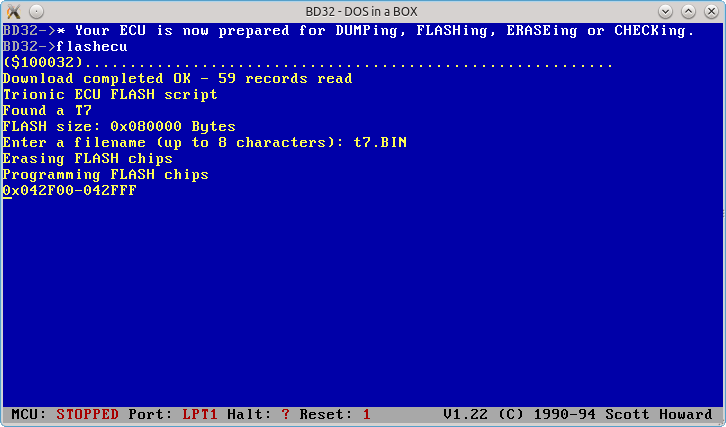 BD32 - DOS in a BOX
BD32->* Your ECU is now prepared for DUMPing, FLASHing, ERASEing or CHECKing.
BD32->flashecu
($100032)...........................................................
Download completed OK - 59 records read
Trionic ECU FLASH script
Found a T7
FLASH size: 0x080000 Bytes
Enter a filename (up to 8 characters): t7.BIN
Erasing FLASH chips
Programming FLASH chips
0x042F00-042FFF
MCU: STOPPED Port: LPT1 Halt: ? Reset: 1 V1.22 (C) 1990-94 Scott Howard